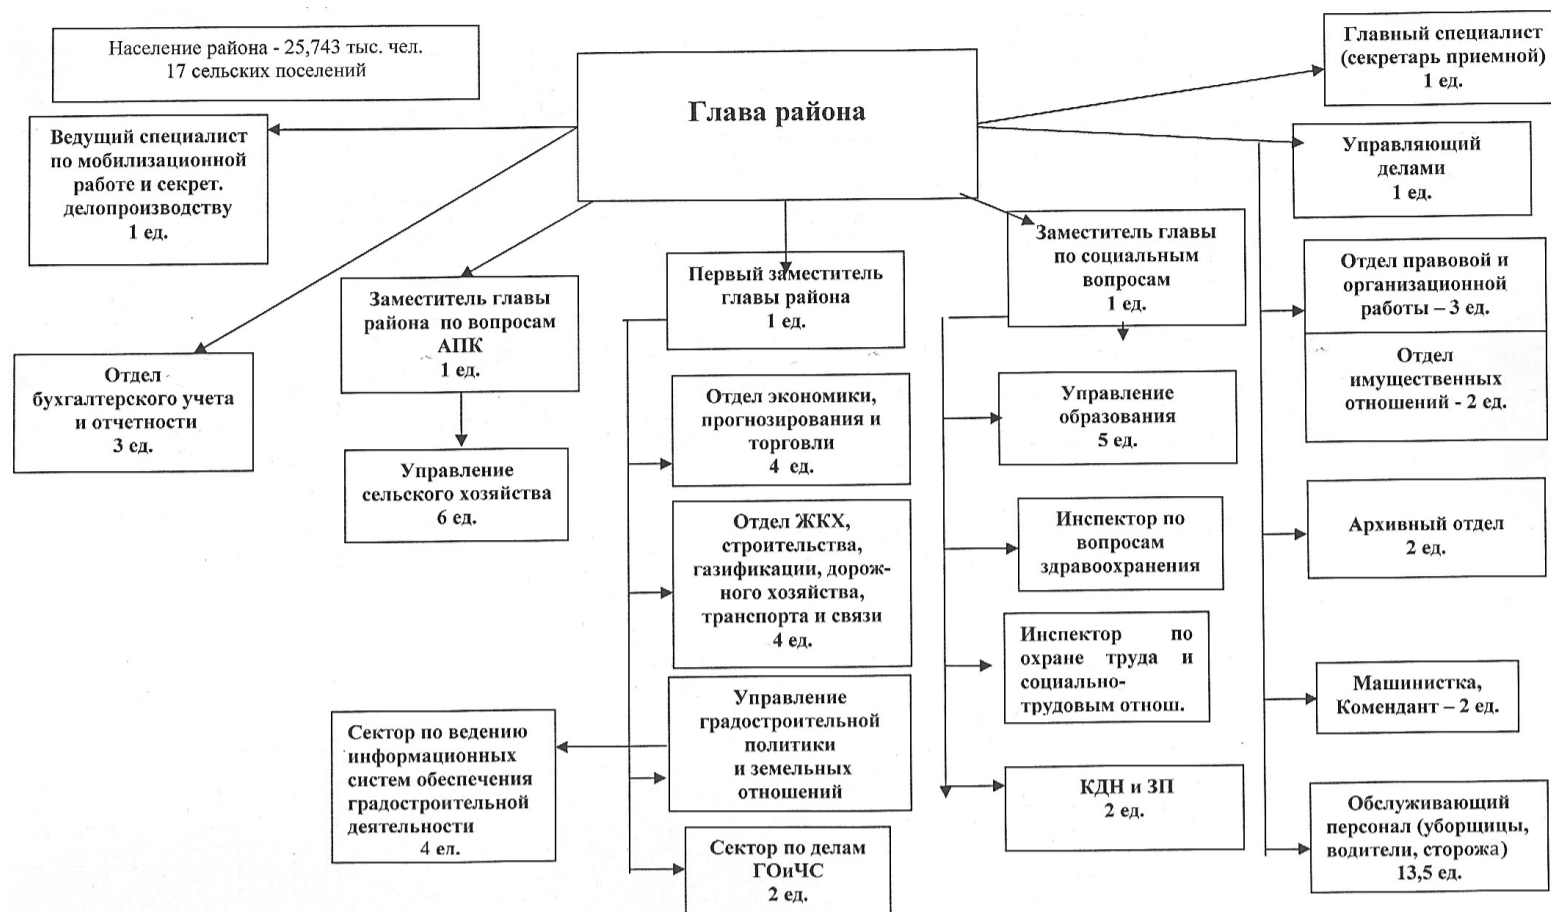 Население района - 25,743 тыс. чел.
17 сельских поселений
Глава района
Главный специалист
(секретарь приемной)
1 ед.
Ведущий специалист
по мобилизационной
работе и секрет.
делопроизводству
1 ед.
Управляющий
делами
1 ед.
Заместитель главы
района по вопросам
АПК
1 ед.
Первый заместитель
главы района
1 ед.
Заместитель главы
по социальным
вопросам
1 ед.
Отдел правовой и
организационной
работы – 3 ед.
Отдел
имущественных
отношений - 2 ед.
Отдел
бухгалтерского учета
и отчетности
3 ед.
Управление
сельского хозяйства
6 ед.
Отдел экономики,
прогнозирования и
торговли
4 ед.
Управление
образования
5 ед.
Архивный отдел
2 ед.
Отдел ЖКХ,
строительства,
газификации, дорож-
ного хозяйства,
транспорта и связи
4 ед.
Инспектор по
вопросам
здравоохранения
Инспектор по
охране труда и
социально-
трудовым отнош.
Машинистка,
Комендант – 2 ед.
Управление
градостроительной
политики
и земельных
отношений
Сектор по ведению
информационных
систем обеспечения
градостроительной
деятельности
4 ел.
КДН и ЗП
2 ед.
Обслуживающий
персонал (уборщицы,
водители, сторожа)
13,5 ед.
Сектор по делам
ГОиЧС
2 ед.